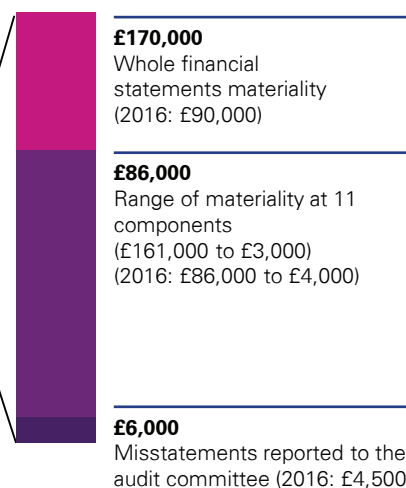 £170,000
Whole financial
statements materiality
(2016: £90,000)
£86,000
Range of materiality at 11
components
(£161,000 to £3,000)
(2016: £86,000 to £4,000)
£6,000
Misstatements reported to the
audit committee (2016: £4,500